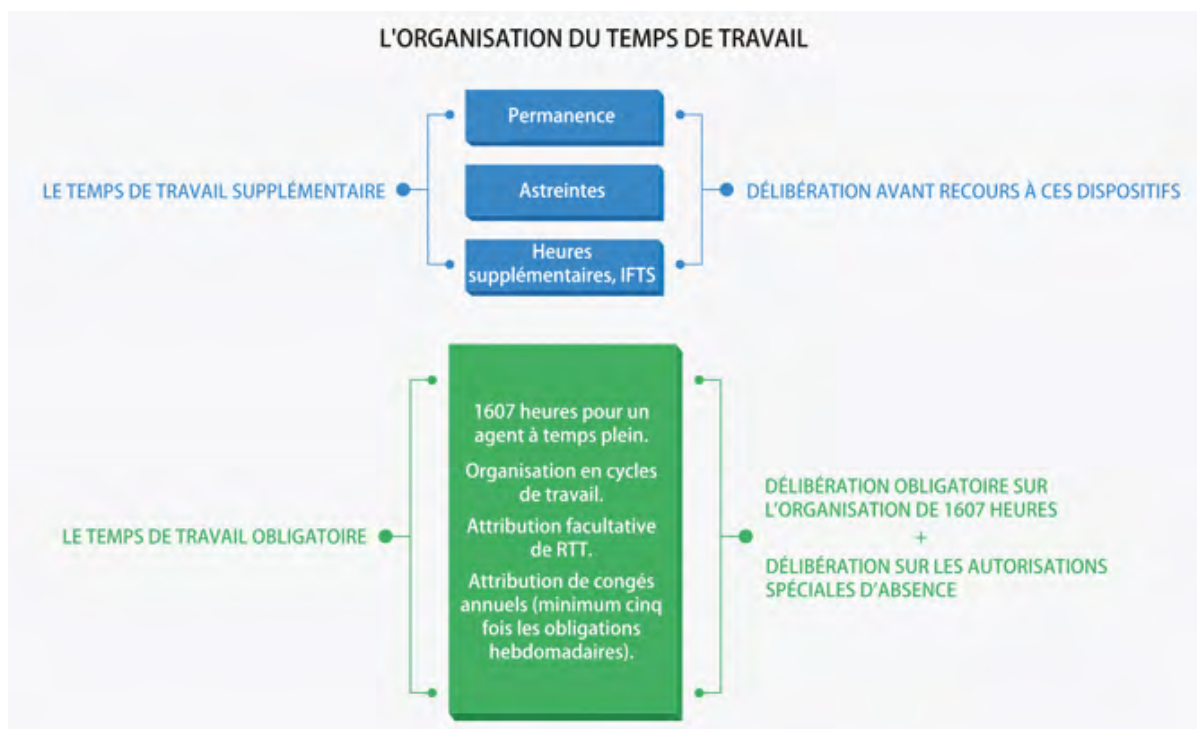 L'ORGANISATION DU TEMPS DE TRAVAIL
LE TEMPS DE TRAVAIL SUPPLÉMENTAIRE
Permanence
Astreintes
Heures
supplémentaires, IFTS
DÉLIBÉRATION AVANT RECOURS À CES DISPOSITIFS
LE TEMPS DE TRAVAIL OBLIGATOIRE
1607 heures pour un
agent à temps plein.
Organisation en cycles
de travail.
Attribution facultative
de RTT.
Attribution de congés
annuels (minimum cinq
fois les obligations
hebdomadaires).
DÉLIBÉRATION OBLIGATOIRE SUR
L'ORGANISATION DE 1607 HEURES
+
DÉLIBÉRATION SUR LES AUTORISATIONS
SPÉCIALES D'ABSENCE